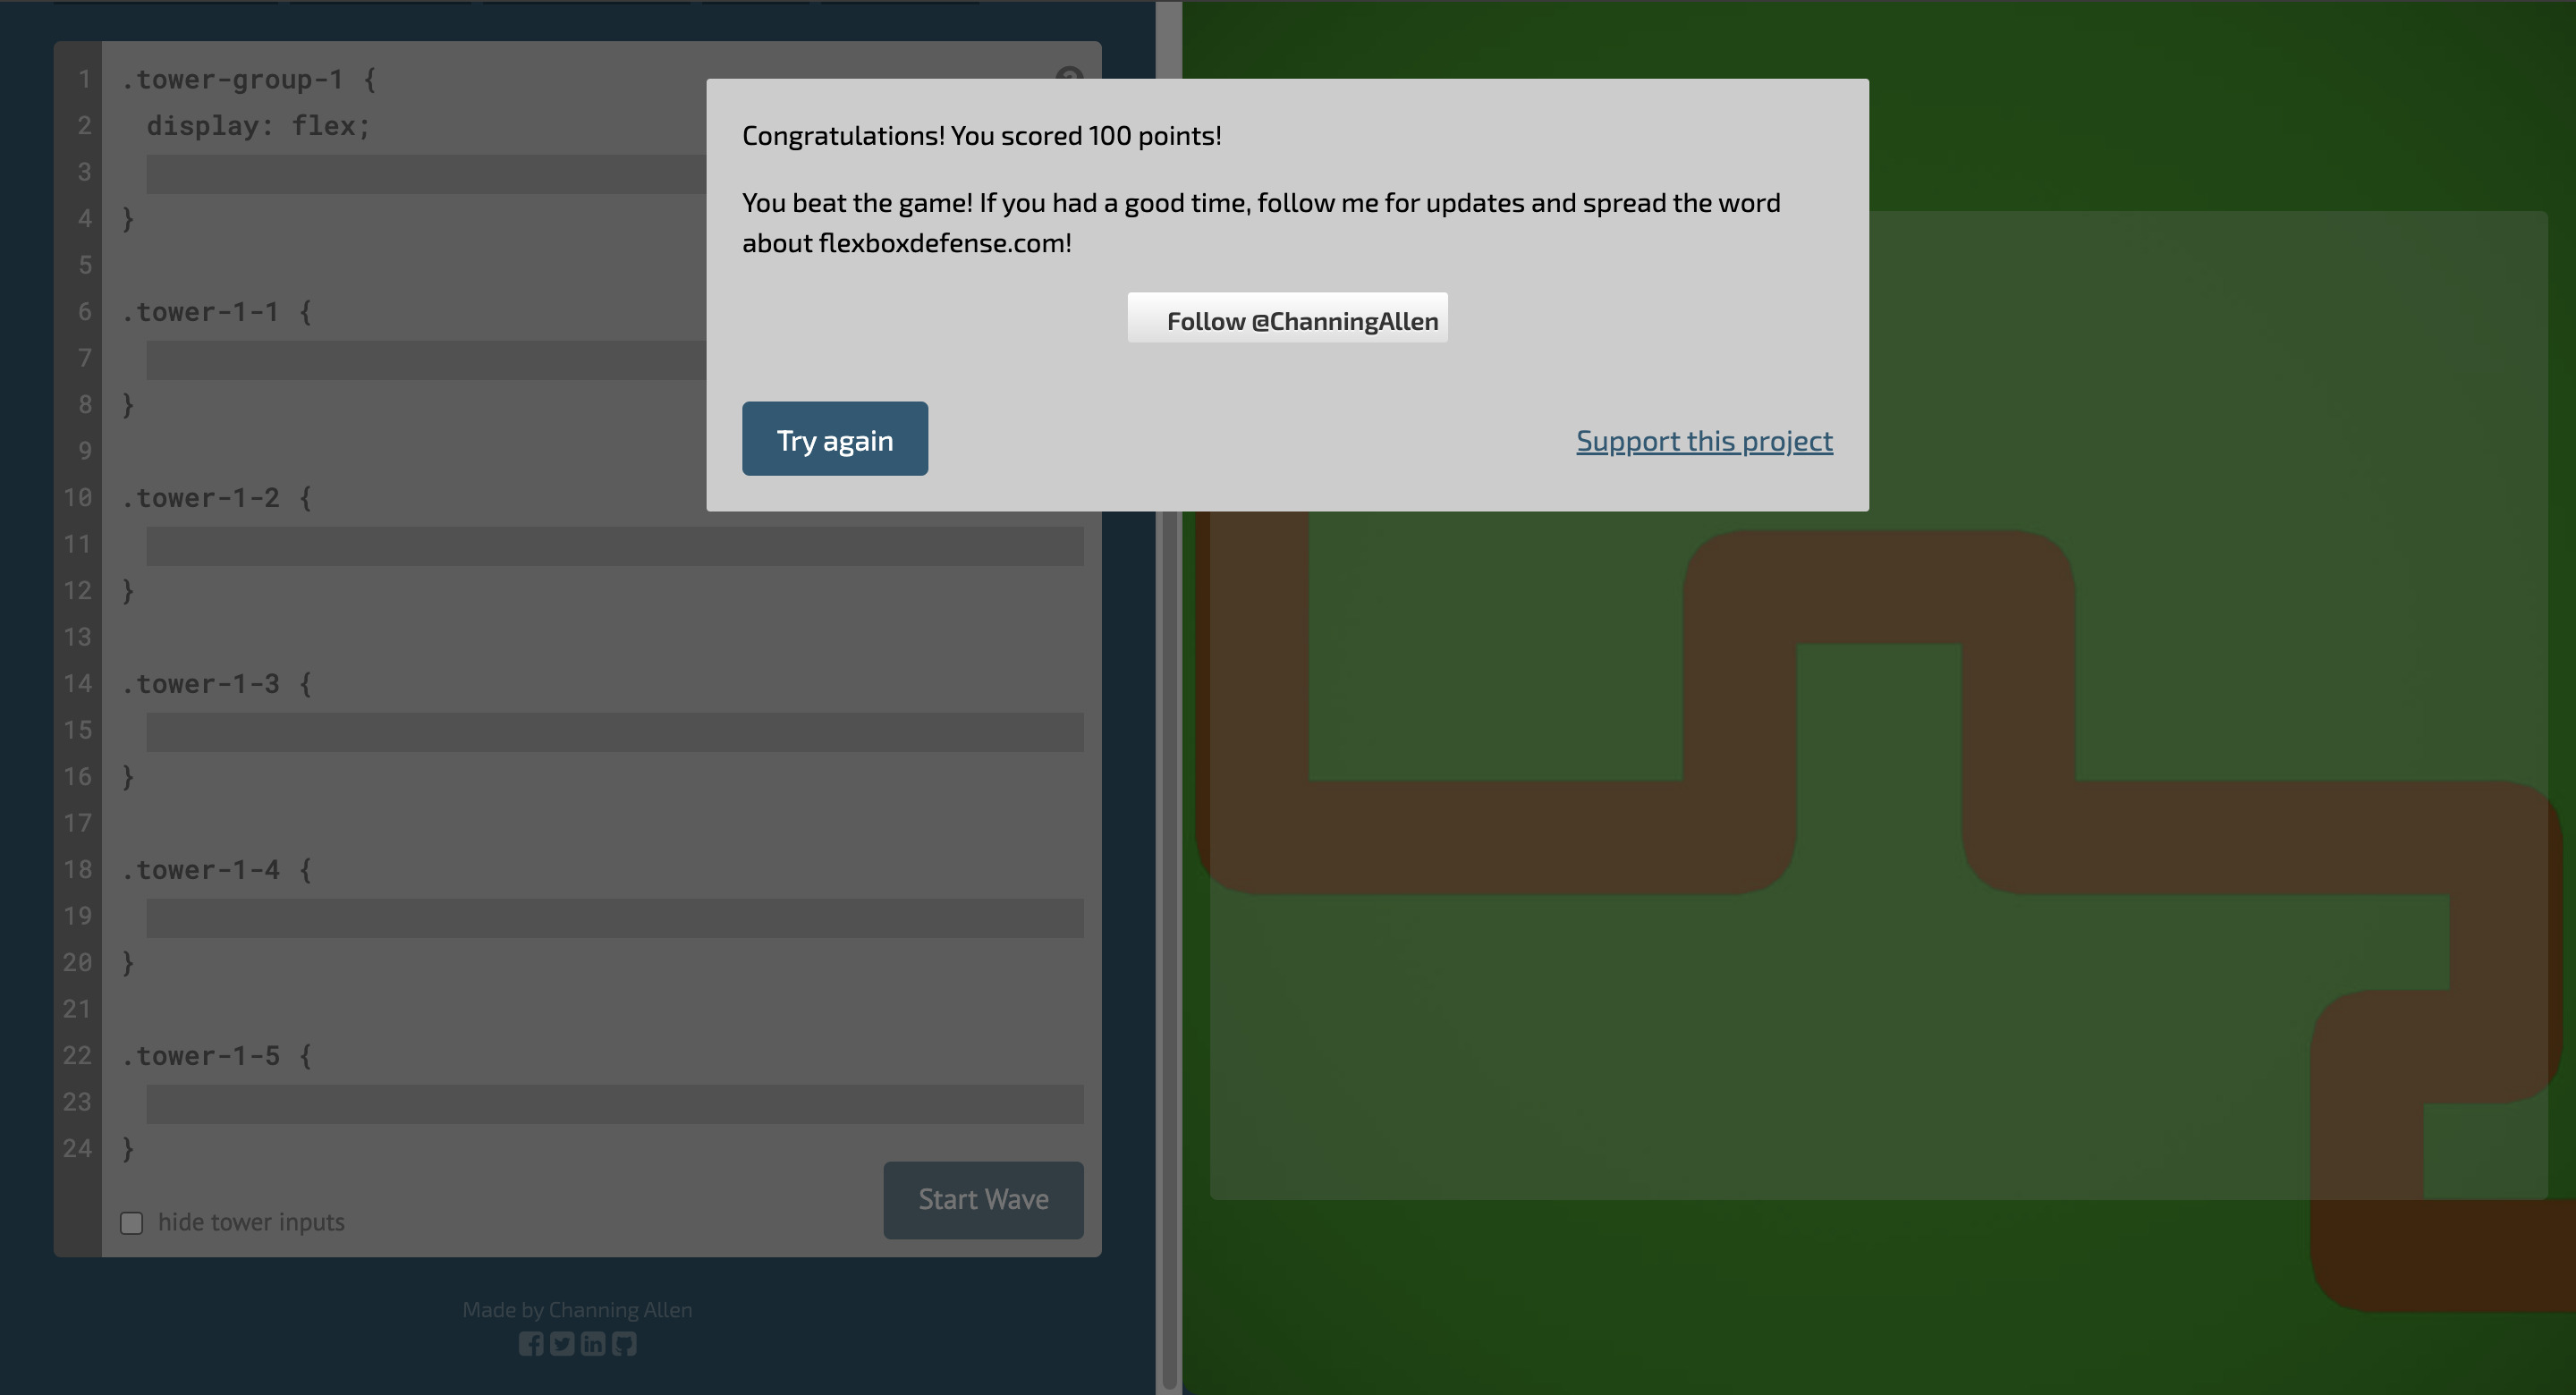 1 .tower-group-1 {
2 display: flex;
3
4 }
5
6 .tower-1-1 {
7
8 }
9
10 .tower-1-2 {
11
12 }
13
14 .tower-1-3 {
15
16 }
17
18 .tower-1-4 {
19
20 }
21
22 .tower-1-5 {
23
24 }
hide tower inputs
Start Wave
Made by Channing Allen
Congratulations! You scored 100 points!
You beat the game! If you had a good time, follow me for updates and spread the word
about flexboxdefense.com!
Follow @ChanningAllen
Try again
Support this project